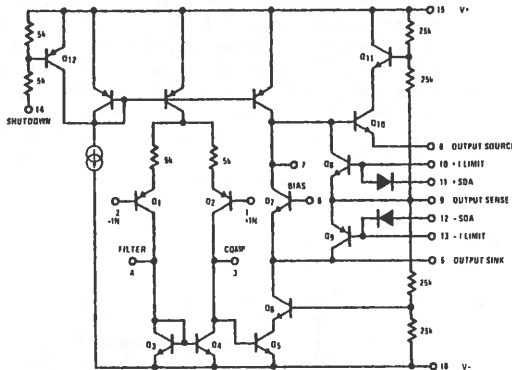 15 V+
5k
Q12
5k
14
SHUTDOWN
25k
Q11
25k
Q10
8 OUTPUT SOURCE
10 +I LIMIT
11 +SOA
9 OUTPUT SENSE
12 -SOA
13 -I LIMIT
5 OUTPUT SINK
5k
5k
7
Q8
2
-IN
Q1
Q2
1
+IN
Q7
BIAS
6
Q9
FILTER
4
COMP
3
Q6
25k
25k
Q3
Q4
Q5
16 V-